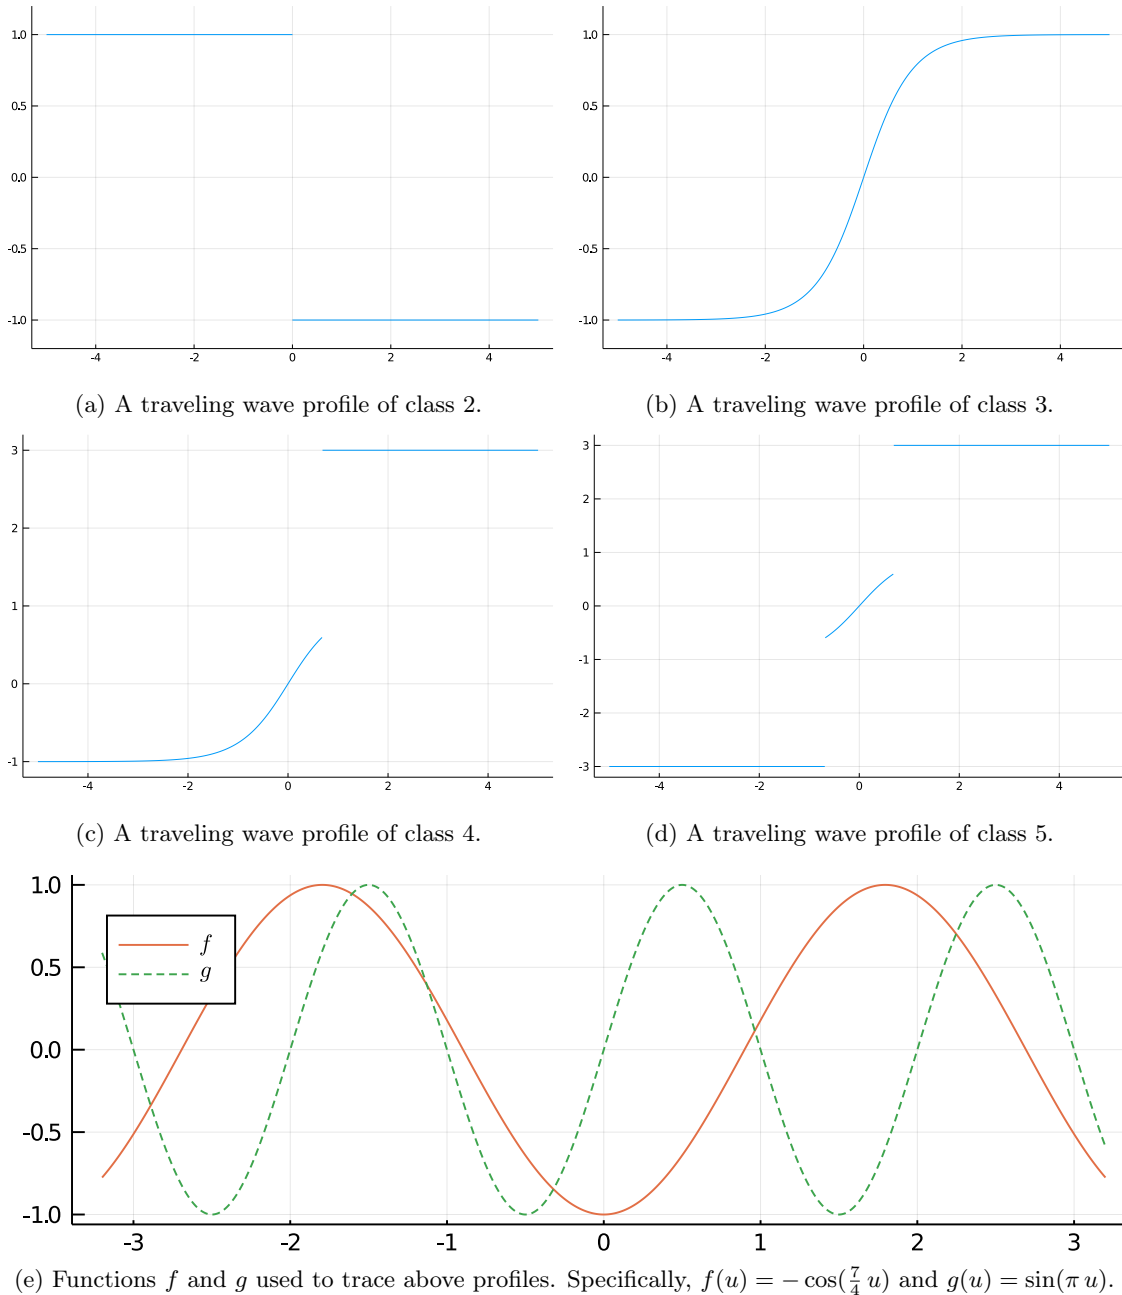 1.0
0.5
0.0
-0.5
-1.0
-4 -2 0 2 4
(a) A traveling wave profile of class 2.
1.0
0.5
0.0
-0.5
-1.0
-4 -2 0 2 4
(b) A traveling wave profile of class 3.
3
2
1
0
-1
-4 -2 0 2 4
(c) A traveling wave profile of class 4.
3
2
1
0
-1
-2
-3
-4 -2 0 2 4
(d) A traveling wave profile of class 5.
1.0
0.5
0.0
-0.5
-1.0
f
g
-3 -2 -1 0 1 2 3
(e) Functions f and g used to trace above profiles. Specifically, f(u) = − cos(7/4 u) and g(u) = sin(π u).